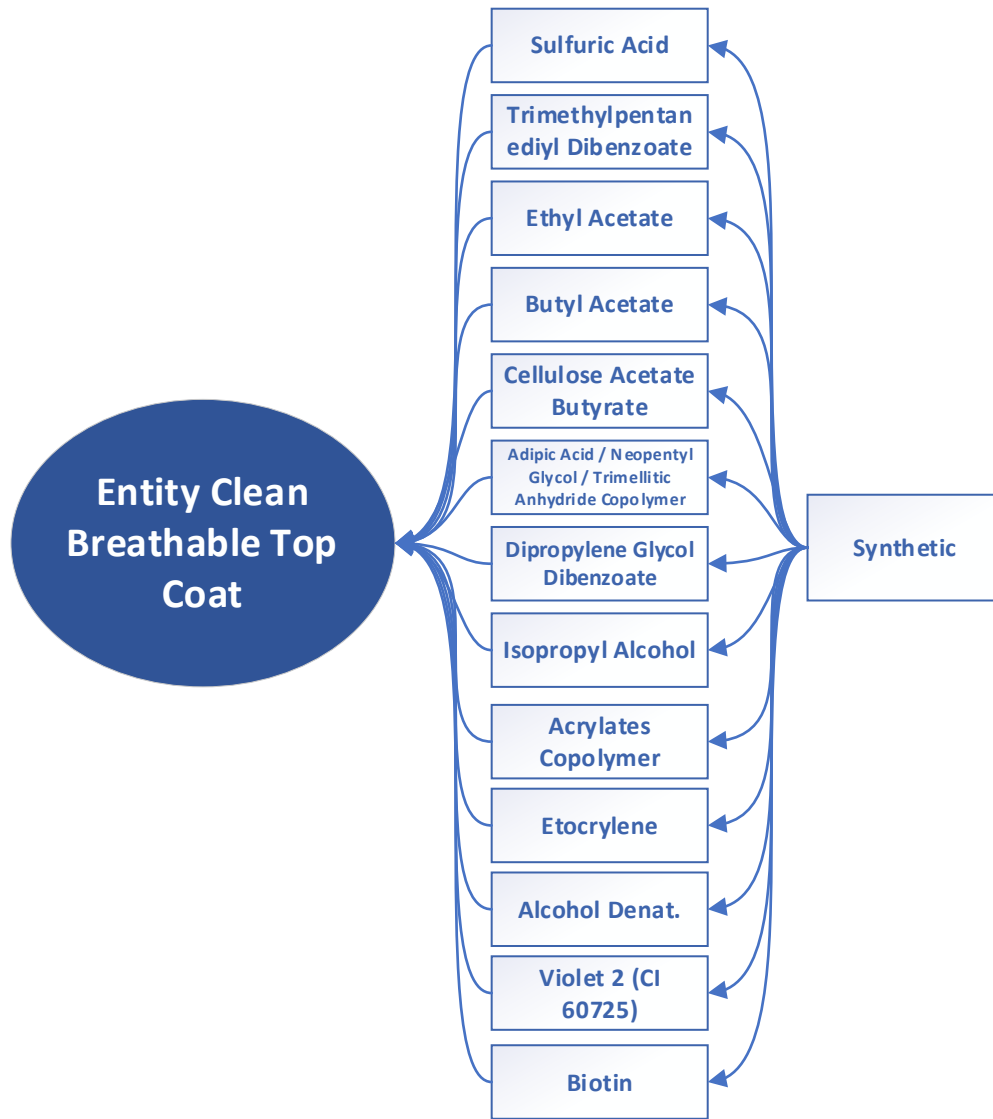 Sulfuric Acid
Trimethylpentan
ediyl Dibenzoate
Ethyl Acetate
Butyl Acetate
Cellulose Acetate
Butyrate
Adipic Acid / Neopentyl
Glycol / Trimellitic
Anhydride Copolymer
Entity Clean
Breathable Top
Coat
Synthetic
Dipropylene Glycol
Dibenzoate
Isopropyl Alcohol
Acrylates
Copolymer
Etocrylene
Alcohol Denat.
Violet 2 (CI
60725)
Biotin